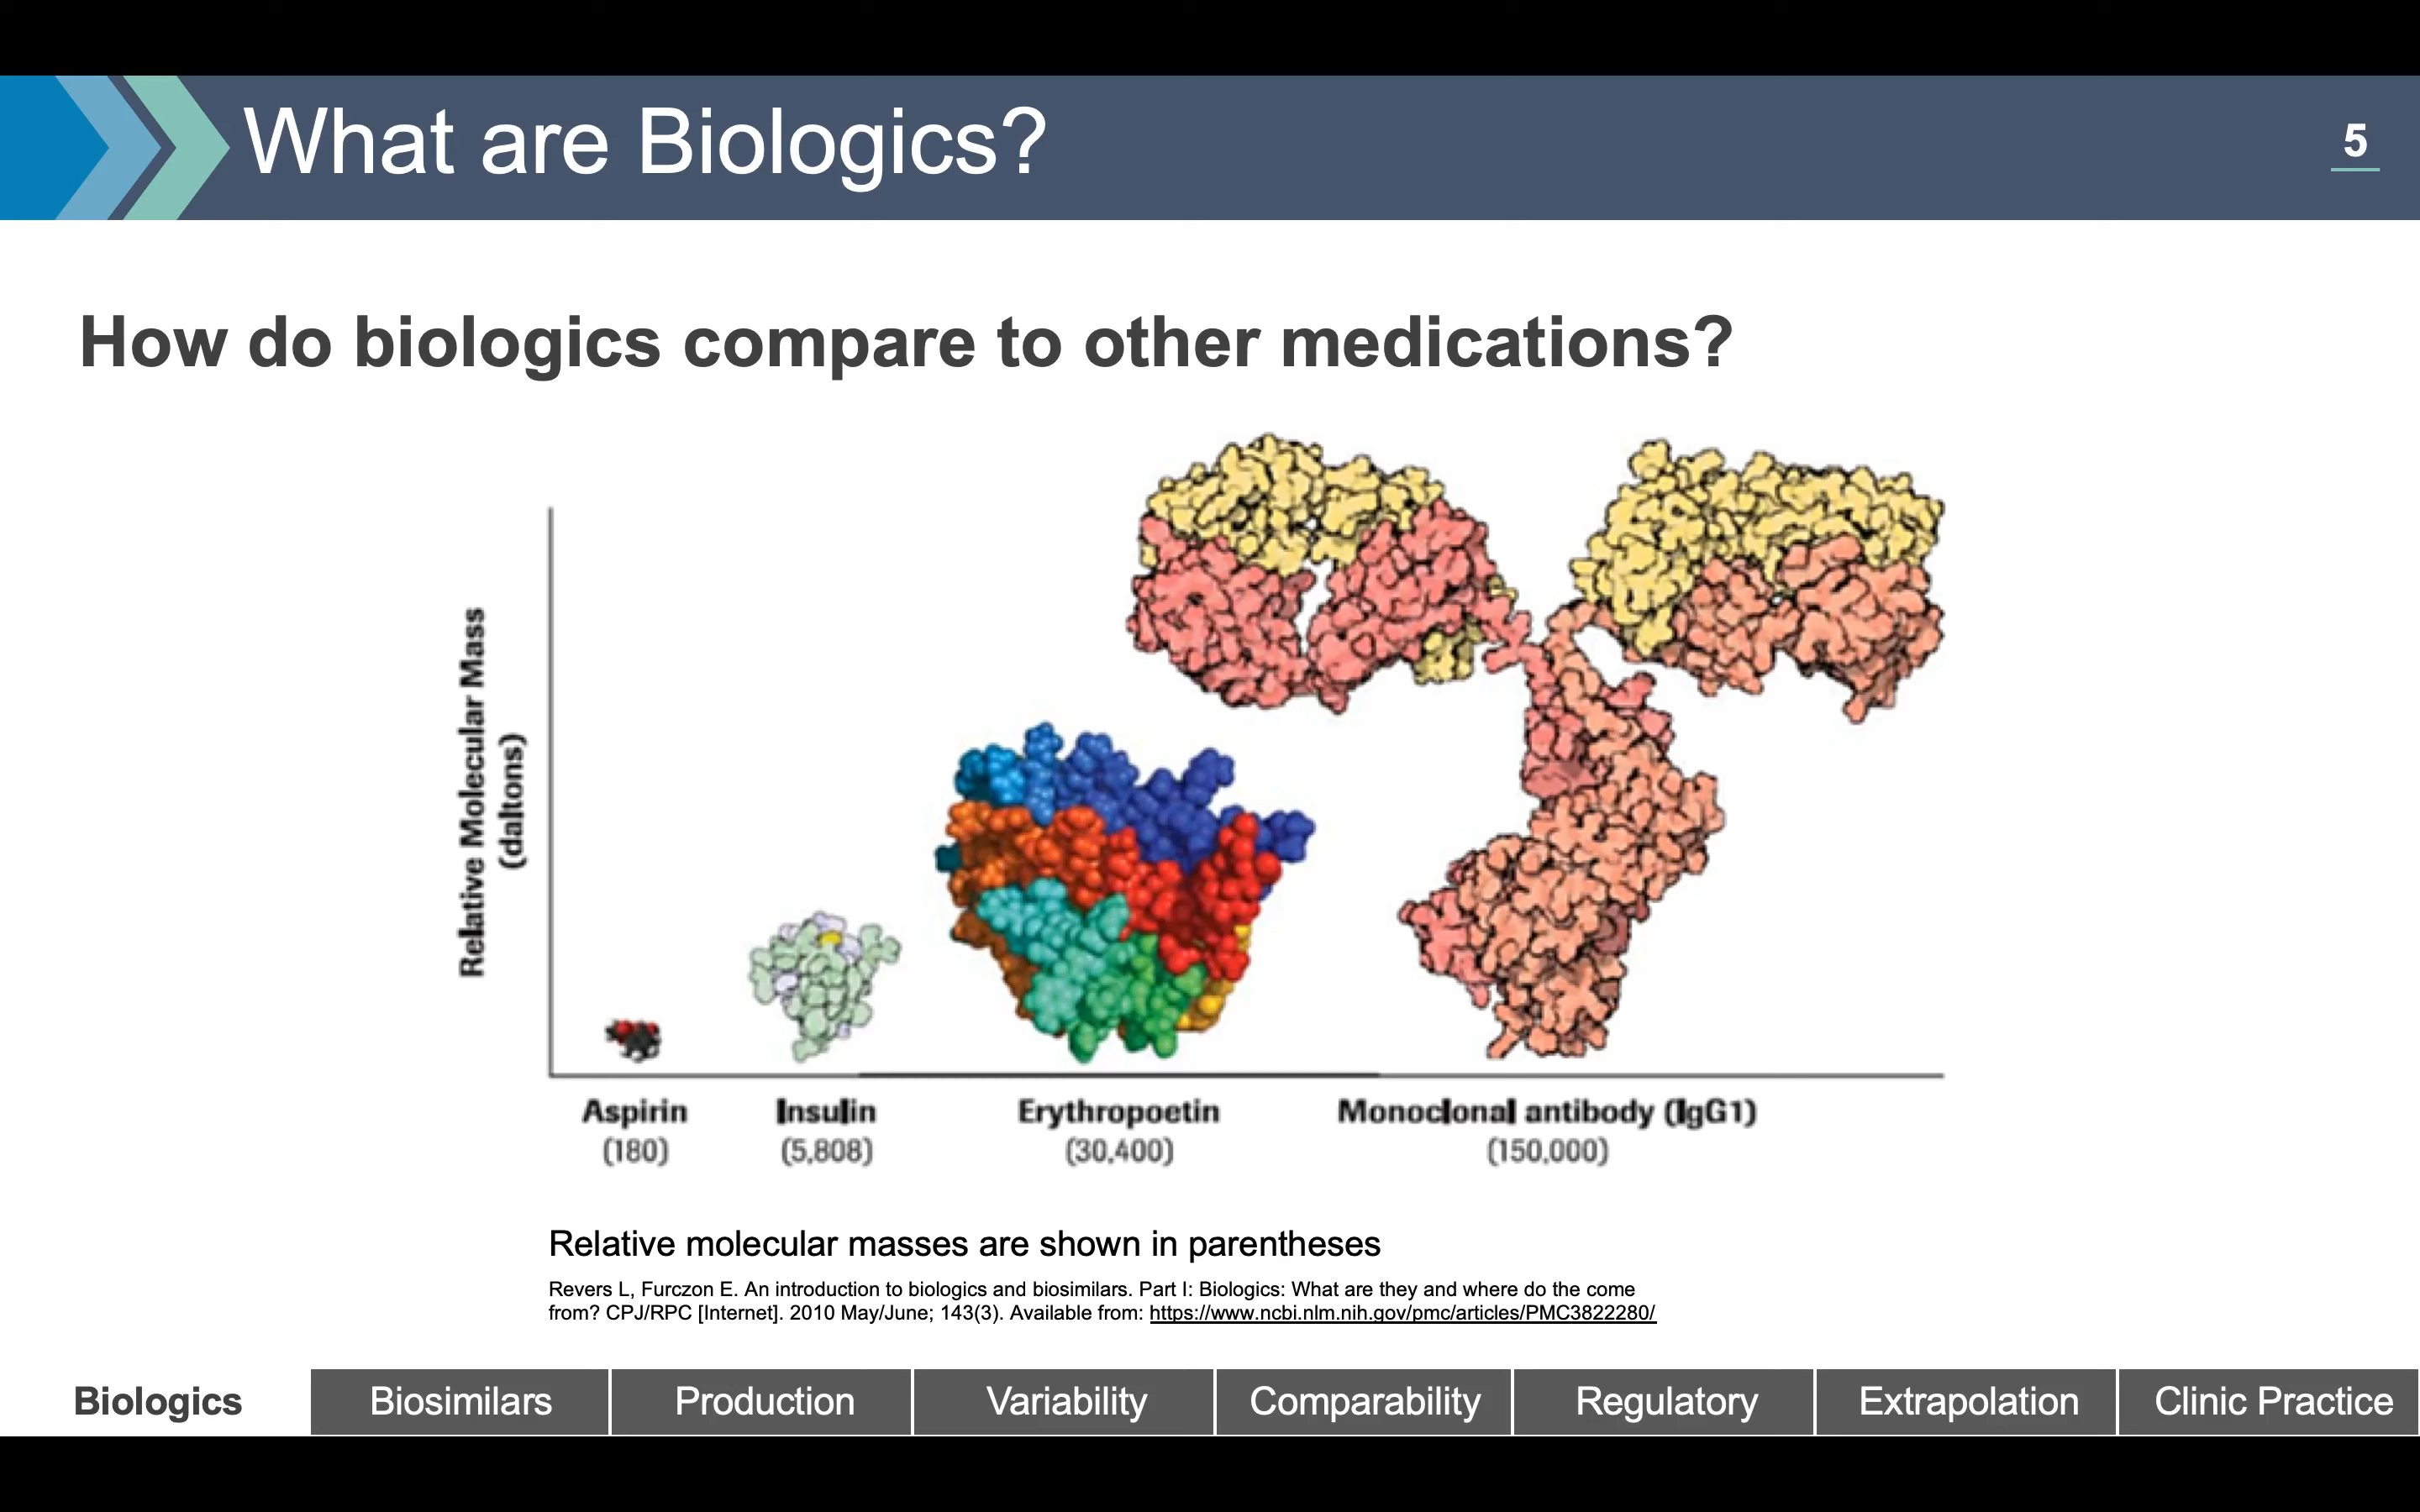 What are Biologics?
5
How do biologics compare to other medications?
Relative Molecular Mass
(daltons)
Aspirin
(180)
Insulin
(5,808)
Erythropoetin
(30,400)
Monoclonal antibody (IgG1)
(150,000)
Relative molecular masses are shown in parentheses
Revers L, Furczon E. An introduction to biologics and biosimilars. Part I: Biologics: What are they and where do the come
from? CPJ/RPC [Internet]. 2010 May/June; 143(3). Available from: https://www.ncbi.nlm.nih.gov/pmc/articles/PMC3822280/
Biologics
Biosimilars
Production
Variability
Comparability
Regulatory
Extrapolation
Clinic Practice